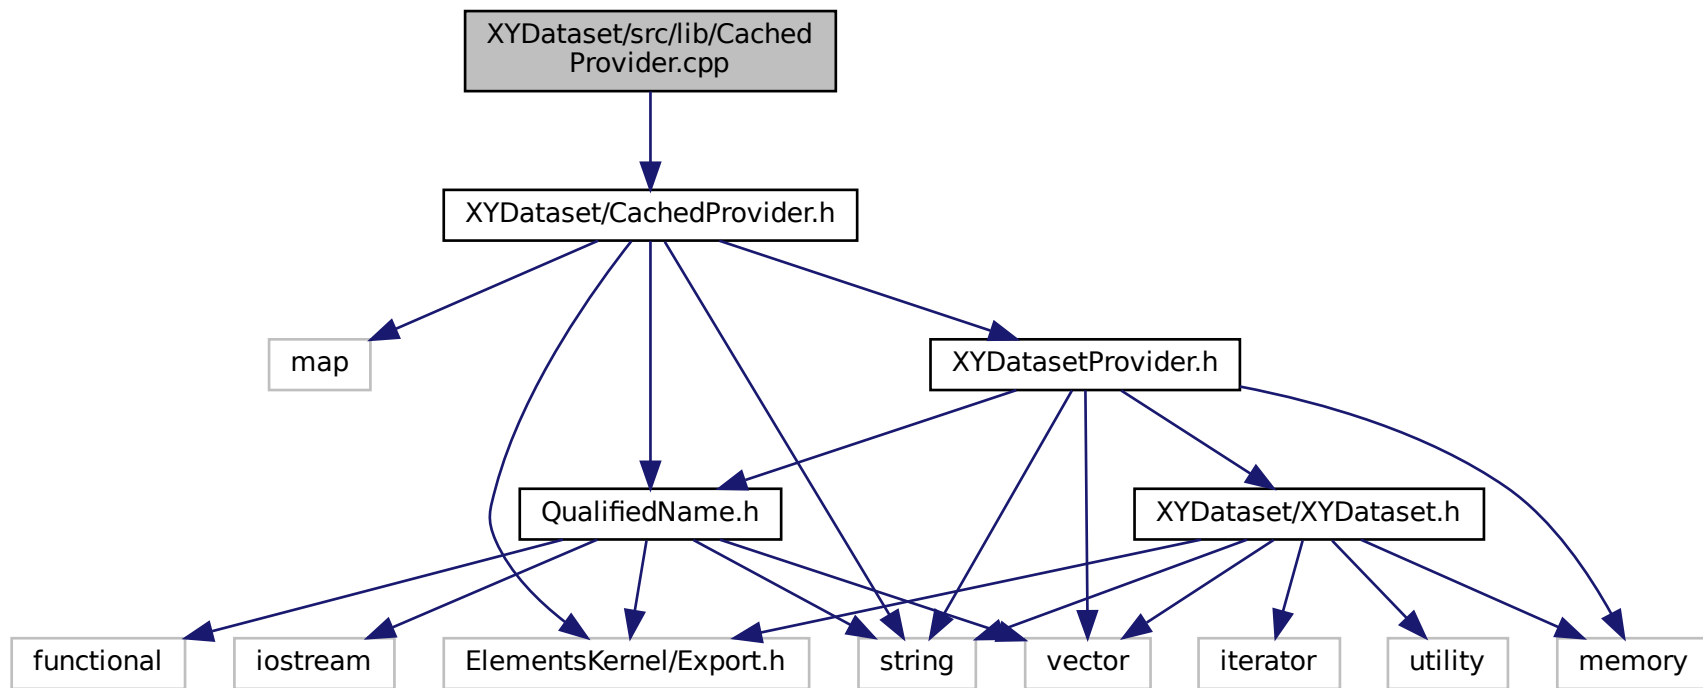 XYDataset/src/lib/Cached
Provider.cpp
XYDataset/CachedProvider.h
map
XYDatasetProvider.h
QualifiedName.h
XYDataset/XYDataset.h
functional
iostream
ElementsKernel/Export.h
string
vector
iterator
utility
memory